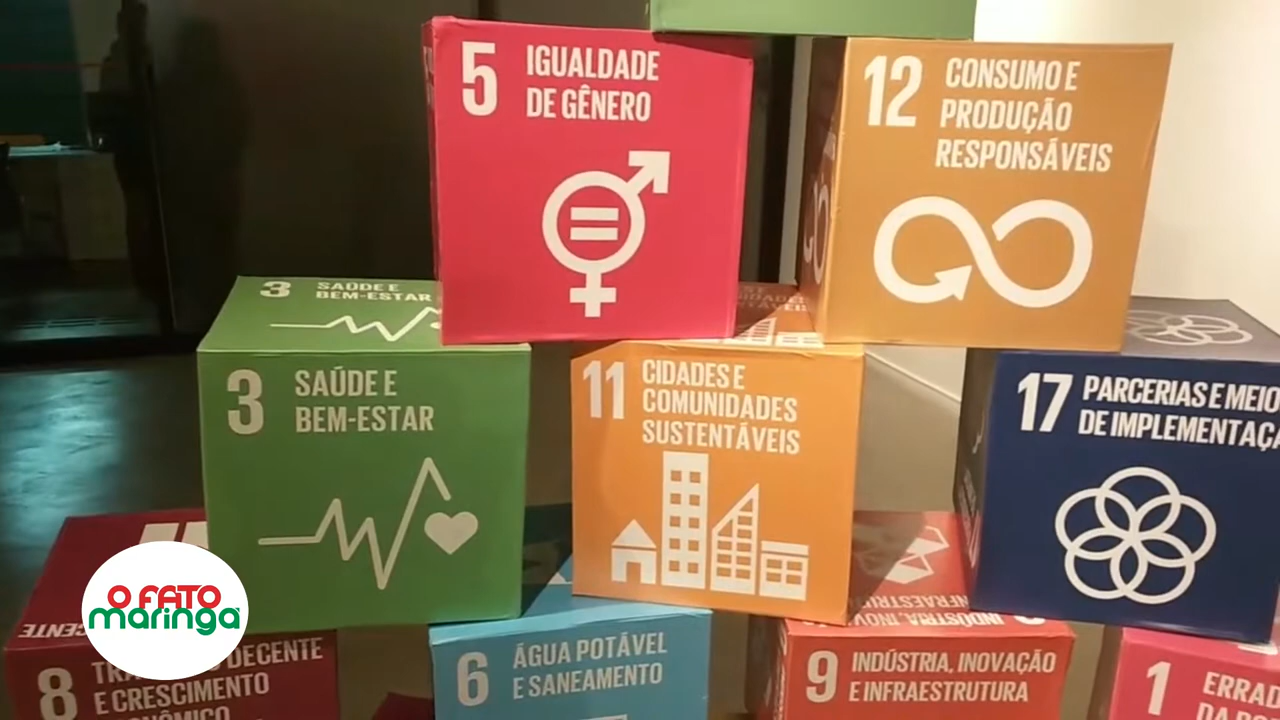 5
IGUALDADE
DE GÊNERO
12
CONSUMO E
PRODUÇÃO
RESPONSÁVEIS
3
SAÚDE E
BEM-ESTAR
3
SAÚDE E
BEM-ESTAR
11
CIDADES E
COMUNIDADES
SUSTENTÁVEIS
17
PARCERIAS E MEIO
DE IMPLEMENTAÇ
O FATO
maringá
8
DECENTE
E CRESCIMENTO
6
ÁGUA POTÁVEL
E SANEAMENTO
9
INDÚSTRIA, INOVAÇÃO
E INFRAESTRUTURA
1
ERRAD